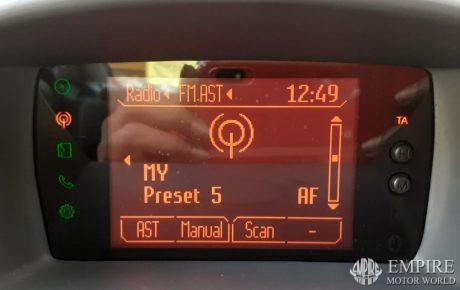 Radio FM.AST 12:49
TA
MY
Preset 5 AF
H
M
AST Manual Scan -
EMPIRE
MOTOR WORLD